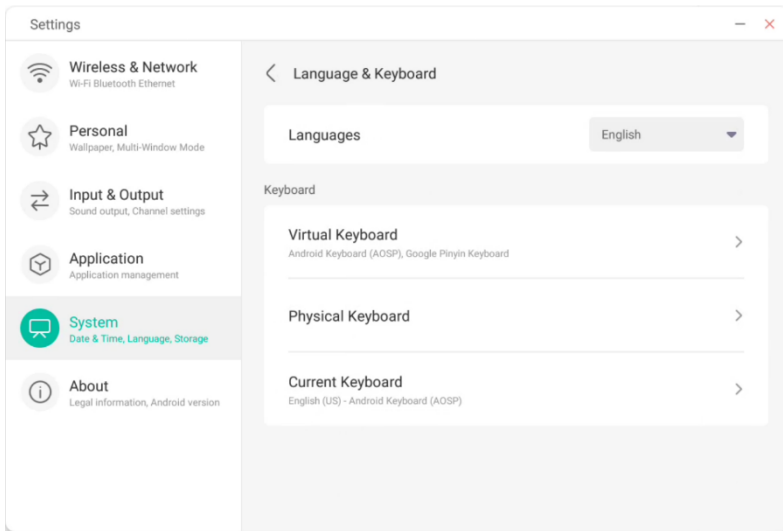 Settings
Wireless & Network
Wi-Fi Bluetooth Ethernet
Personal
Wallpaper, Multi-Window Mode
Input & Output
Sound output, Channel settings
Application
Application management
System
Date & Time, Language, Storage
About
Legal information, Android version
Language & Keyboard
Languages
English
Keyboard
Virtual Keyboard
Android Keyboard (AOSP), Google Pinyin Keyboard
Physical Keyboard
Current Keyboard
English (US) - Android Keyboard (AOSP)